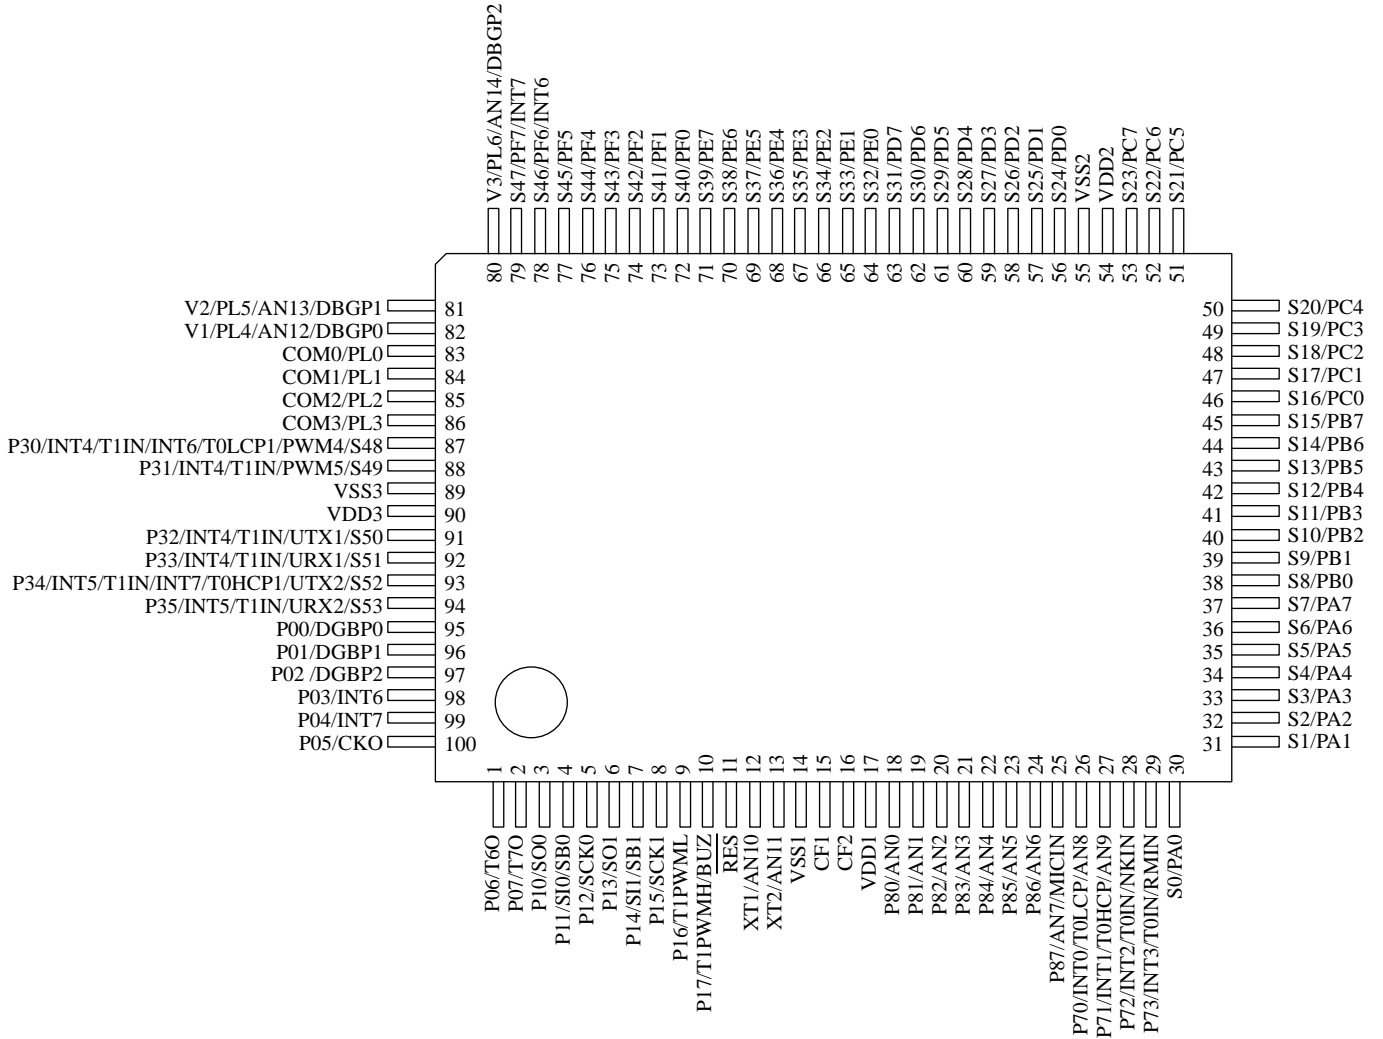 V3/PL6/AN14/DBGP2
S47/PF7/INT7
S46/PF6/INT6
S45/PF5
S44/PF4
S43/PF3
S42/PF2
S41/PF1
S40/PF0
S39/PE7
S38/PE6
S37/PE5
S36/PE4
S35/PE3
S34/PE2
S33/PE1
S32/PE0
S31/PD7
S30/PD6
S29/PD5
S28/PD4
S27/PD3
S26/PD2
S25/PD1
S24/PD0
VSS2
VDD2
S23/PC7
S22/PC6
S21/PC5
80
79
78
77
76
75
74
73
72
71
70
69
68
67
66
65
64
63
62
61
60
59
58
57
56
55
54
53
52
51
V2/PL5/AN13/DBGP1 81
V1/PL4/AN12/DBGP0 82
COM0/PL0 83
COM1/PL1 84
COM2/PL2 85
COM3/PL3 86
P30/INT4/T1IN/INT6/T0LCP1/PWM4/S48 87
P31/INT4/T1IN/PWM5/S49 88
VSS3 89
VDD3 90
P32/INT4/T1IN/UTX1/S50 91
P33/INT4/T1IN/URX1/S51 92
P34/INT5/T1IN/INT7/T0HCP1/UTX2/S52 93
P35/INT5/T1IN/URX2/S53 94
P00/DGBP0 95
P01/DGBP1 96
P02 /DGBP2 97
P03/INT6 98
P04/INT7 99
P05/CKO 100
50 S20/PC4
49 S19/PC3
48 S18/PC2
47 S17/PC1
46 S16/PC0
45 S15/PB7
44 S14/PB6
43 S13/PB5
42 S12/PB4
41 S11/PB3
40 S10/PB2
39 S9/PB1
38 S8/PB0
37 S7/PA7
36 S6/PA6
35 S5/PA5
34 S4/PA4
33 S3/PA3
32 S2/PA2
31 S1/PA1
1
2
3
4
5
6
7
8
9
10
11
12
13
14
15
16
17
18
19
20
21
22
23
24
25
26
27
28
29
30
P06/T6O
P07/T7O
P10/SO0
P11/SI0/SB0
P12/SCK0
P13/SO1
P14/SI1/SB1
P15/SCK1
P16/T1PWML
P17/T1PWMH/BUZ
RES
XT1/AN10
XT2/AN11
VSS1
CF1
CF2
VDD1
P80/AN0
P81/AN1
P82/AN2
P83/AN3
P84/AN4
P85/AN5
P86/AN6
P87/AN7/MICIN
P70/INT0/T0LCP/AN8
P71/INT1/T0HCP/AN9
P72/INT2/T0IN/NKIN
P73/INT3/T0IN/RMIN
S0/PA0